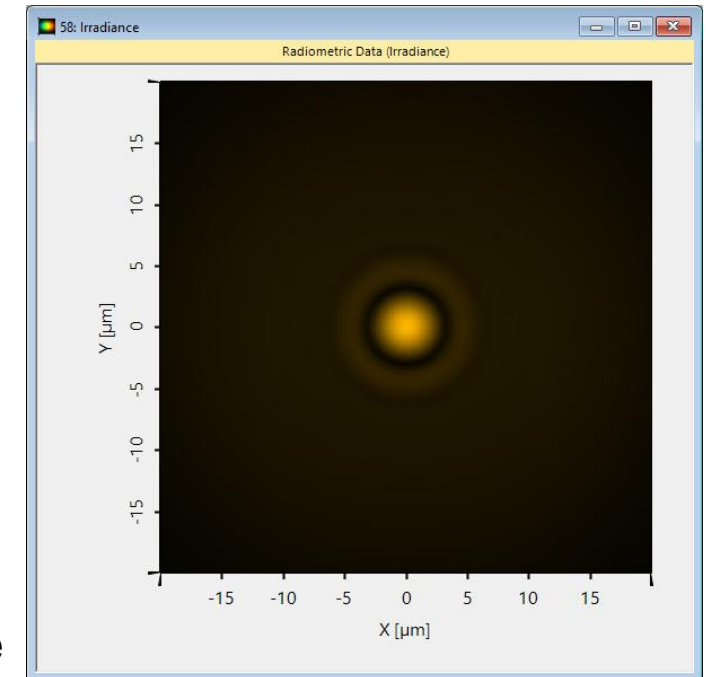 58: Irradiance
Radiometric Data (Irradiance)
15
10
5
0
-5
-10
-15
Y [µm]
-15 -10 -5 0 5 10 15
X [µm]
e